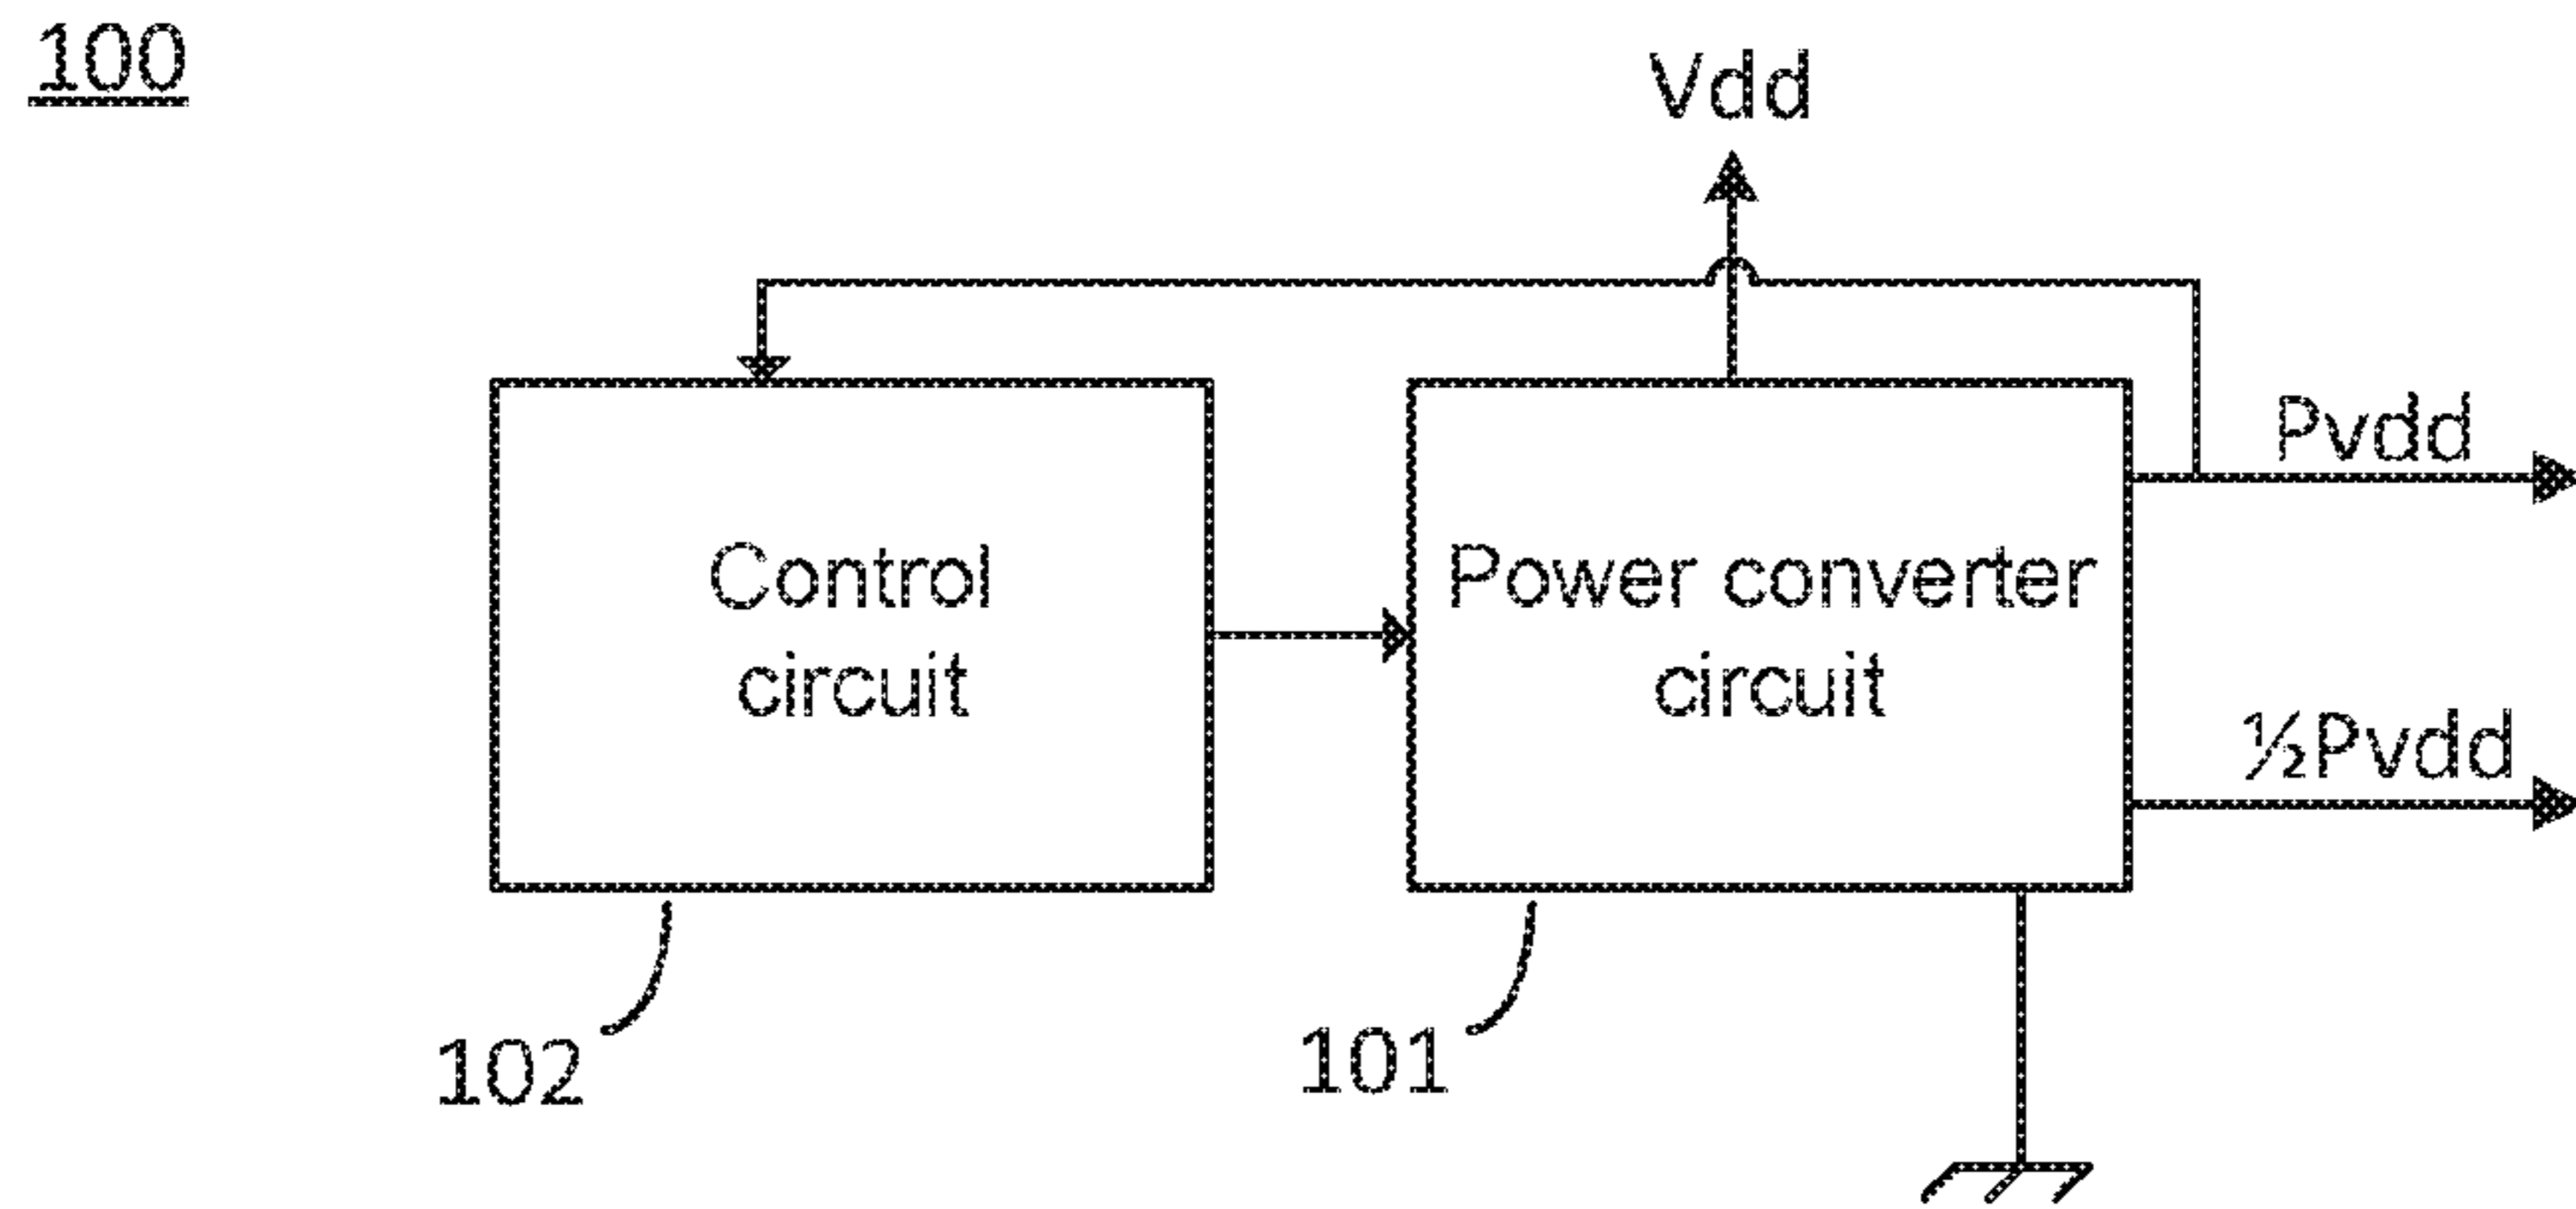 100
Vdd
Pvdd
Control
circuit
Power converter
circuit
½Pvdd
102
101